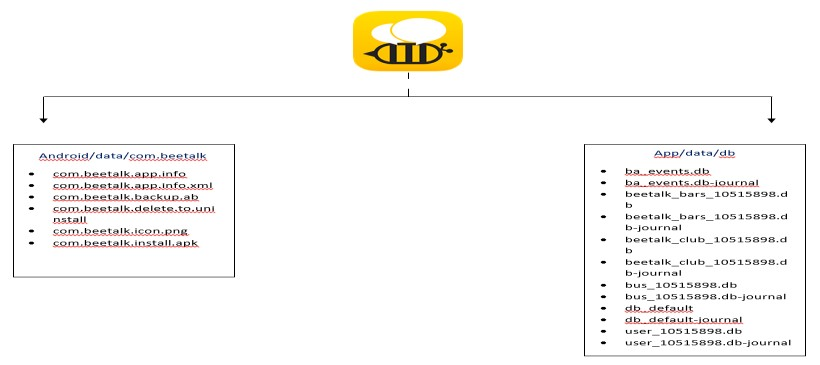 Android/data/com.beetalk
com.beetalk.app.info
com.beetalk.app.info.xml
com.beetalk.backup.ab
com.beetalk.delete.to.uni
nstall
com.beetalk.icon.png
com.beetalk.install.apk
App/data/db
ba_events.db
ba_events.db-journal
beetalk_bars_10515898.d
b
beetalk_bars_10515898.d
b-journal
beetalk_club_10515898.d
b
beetalk_club_10515898.d
b-journal
bus_10515898.db
bus_10515898.db-journal
db_default
db_default-journal
user_10515898.db
user_10515898.db-journal